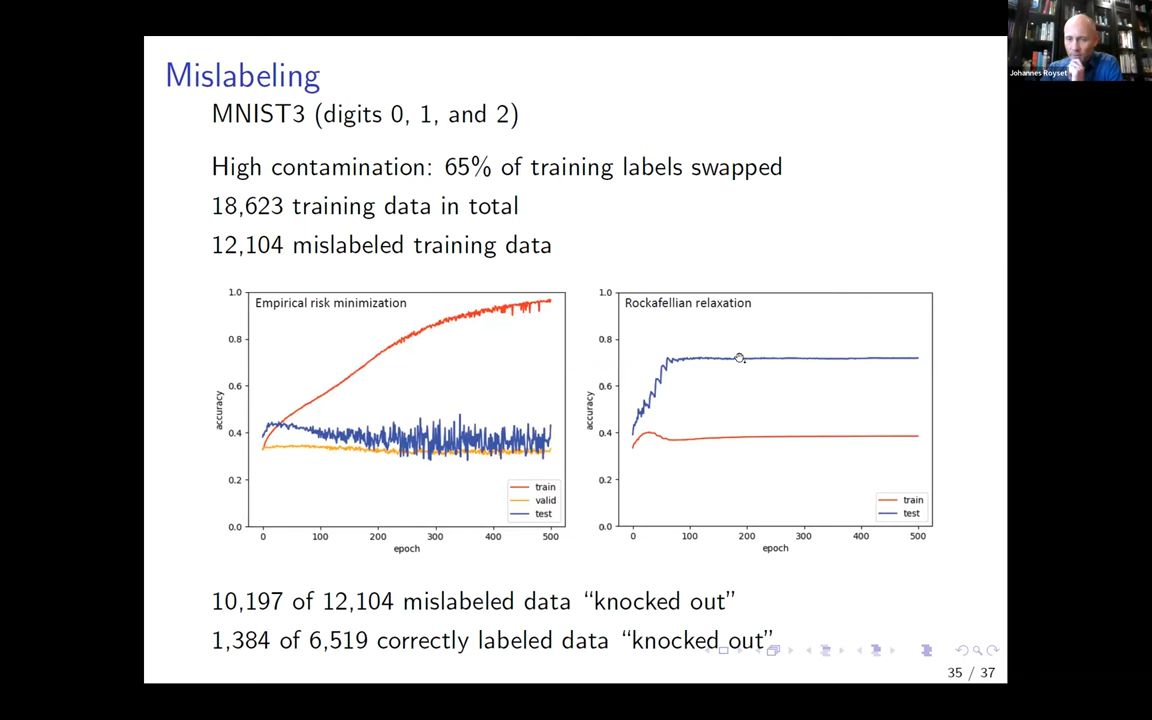 Johannes Royset
Mislabeling
MNIST3 (digits 0, 1, and 2)
High contamination: 65% of training labels swapped
18,623 training data in total
12,104 mislabeled training data
Empirical risk minimization
1.0
0.8
0.6
0.4
0.2
0.0
accuracy
0 100 200 300 400 500
epoch
train
valid
test
Rockafellian relaxation
1.0
0.8
0.6
0.4
0.2
0.0
accuracy
0 100 200 300 400 500
epoch
train
test
10,197 of 12,104 mislabeled data “knocked out”
1,384 of 6,519 correctly labeled data “knocked out”
35 / 37